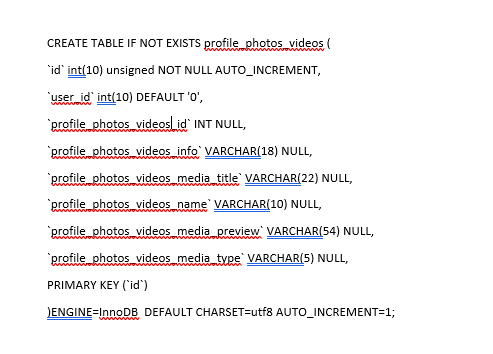 CREATE TABLE IF NOT EXISTS profile_photos_videos (
`id` int(10) unsigned NOT NULL AUTO_INCREMENT,
`user_id` int(10) DEFAULT '0',
`profile_photos_videos_id` INT NULL,
`profile_photos_videos_info` VARCHAR(18) NULL,
`profile_photos_videos_media_title` VARCHAR(22) NULL,
`profile_photos_videos_name` VARCHAR(10) NULL,
`profile_photos_videos_media_preview` VARCHAR(54) NULL,
`profile_photos_videos_media_type` VARCHAR(5) NULL,
PRIMARY KEY (`id`)
)ENGINE=InnoDB  DEFAULT CHARSET=utf8 AUTO_INCREMENT=1;